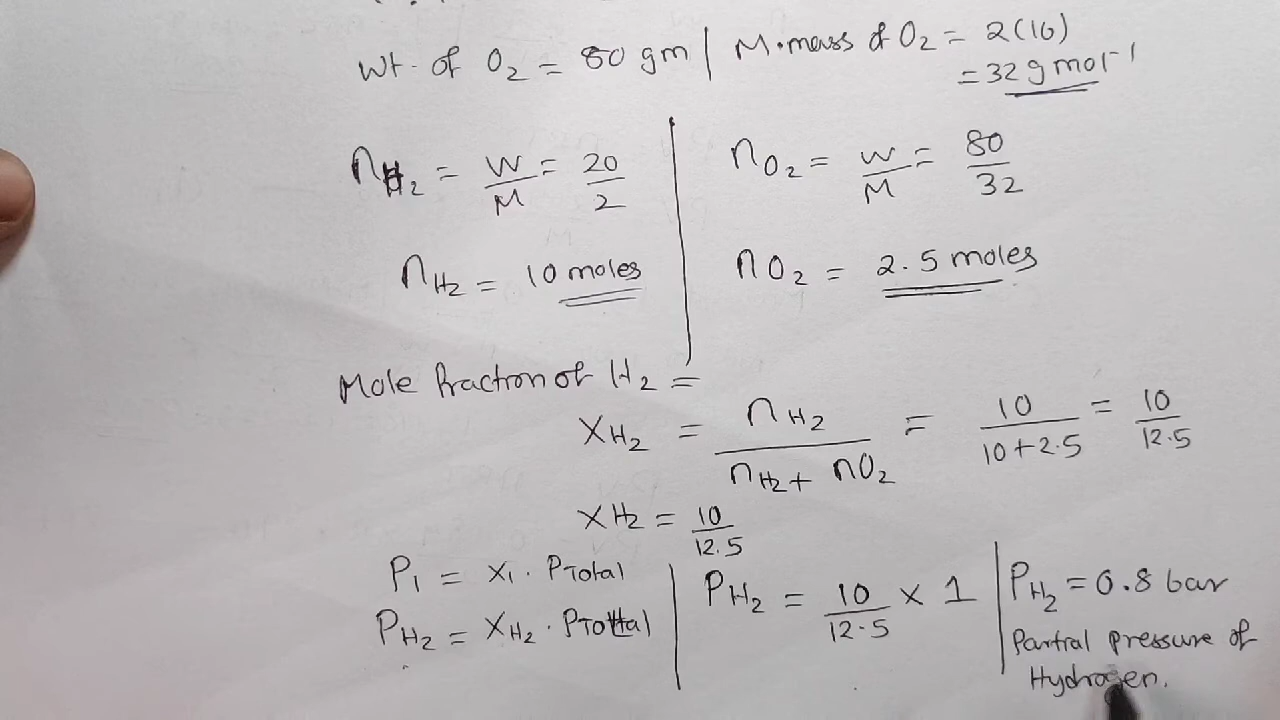 Wt. of O₂ = 80 gm | M.mass of O₂ = 2(16)
= 32 g mol⁻¹
nH₂ = W/M = 20/2
nO₂ = W/M = 80/32
nH₂ = 10 moles
nO₂ = 2.5 moles
Mole fraction of H₂ =
XH₂ = nH₂/(nH₂ + nO₂) = 10/(10+2.5) = 10/12.5
XH₂ = 10/12.5
P₁ = X₁ . PTotal
PH₂ = XH₂ . PTottal
PH₂ = 10/12.5 × 1
PH₂ = 0.8 bar
Partial pressure of
Hydrogen.